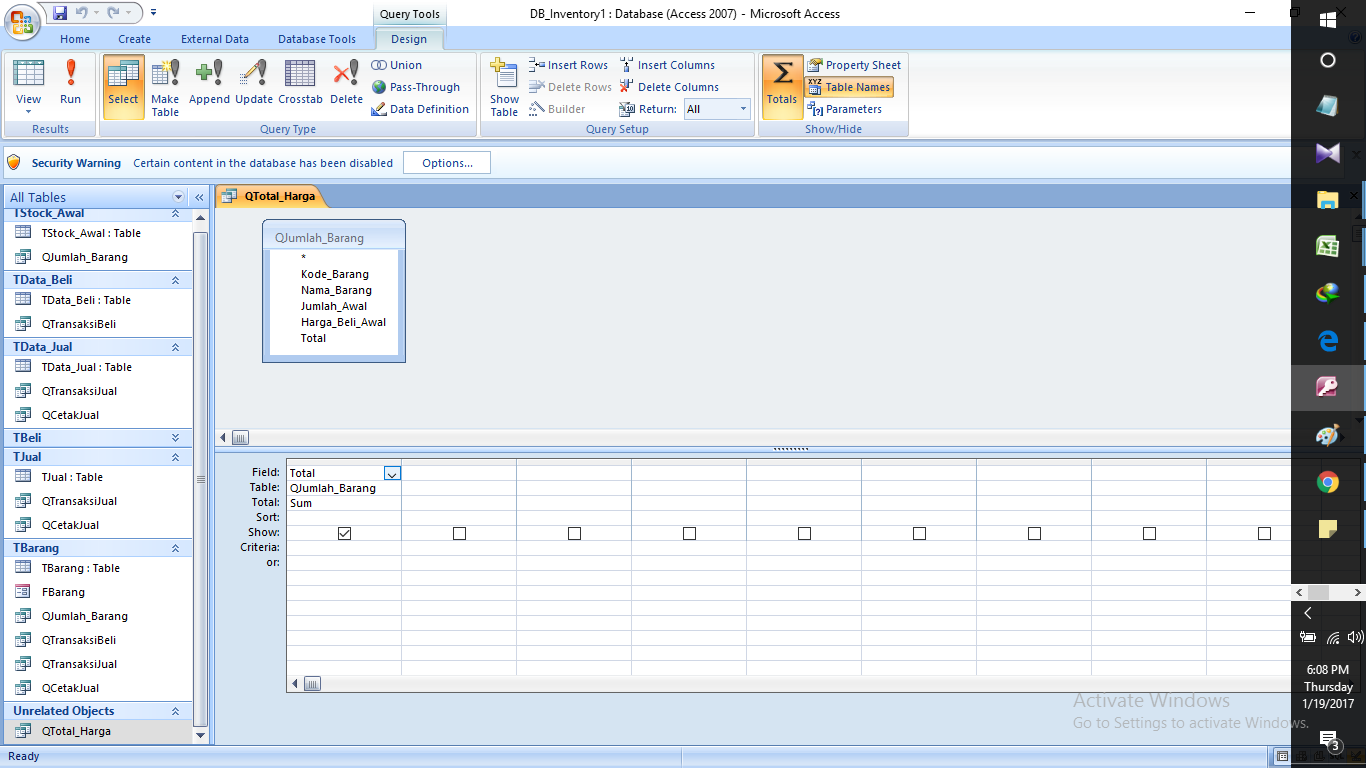 Query Tools
DB_Inventory1 : Database (Access 2007) - Microsoft Access
Home Create External Data Database Tools Design
View
Run
Results
Select
Make Table
Append
Update
Crosstab
Delete
Union
Pass-Through
Data Definition
Query Type
Show Table
Insert Rows
Delete Rows
Builder
Insert Columns
Delete Columns
Return: All
Query Setup
Totals
Property Sheet
XYZ
Table Names
Parameters
Show/Hide
Security Warning Certain content in the database has been disabled Options...
All Tables
TStock_Awal
TStock_Awal : Table
QJumlah_Barang
TData_Beli
TData_Beli : Table
QTransaksiBeli
TData_Jual
TData_Jual : Table
QTransaksiJual
QCetakJual
TBeli
TJual
TJual : Table
QTransaksiJual
QCetakJual
TBarang
TBarang : Table
FBarang
QJumlah_Barang
QTransaksiBeli
QTransaksiJual
QCetakJual
Unrelated Objects
QTotal_Harga
QTotal_Harga
QJumlah_Barang
*
Kode_Barang
Nama_Barang
Jumlah_Awal
Harga_Beli_Awal
Total
Field: Total
Table: QJumlah_Barang
Total: Sum
Sort:
Show:
Criteria:
or:
Activate Windows
Go to Settings to activate Windows.
Ready
6:08 PM
Thursday
1/19/2017
3